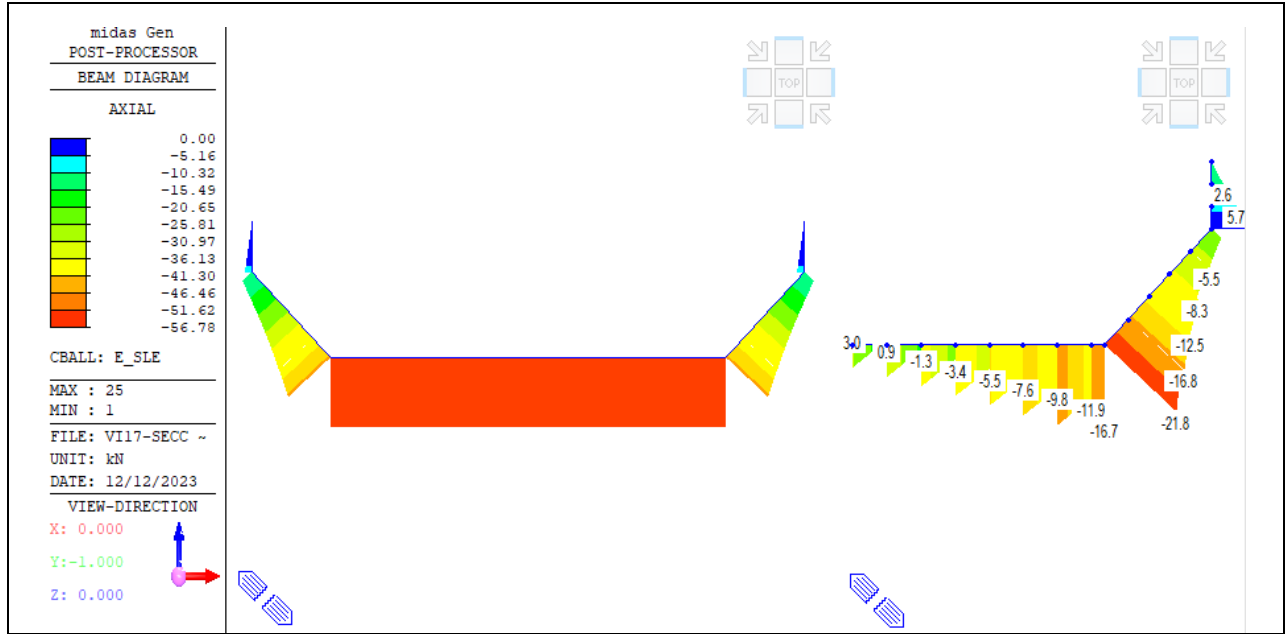 midas Gen
POST-PROCESSOR
BEAM DIAGRAM
AXIAL
0.00
-5.16
-10.32
-15.49
-20.65
-25.81
-30.97
-36.13
-41.30
-46.46
-51.62
-56.78
CBALL: E_SLE
MAX : 25
MIN : 1
FILE: VI17-SECC ~
UNIT: kN
DATE: 12/12/2023
VIEW-DIRECTION
X: 0.000
Y:-1.000
Z: 0.000
TOP
TOP
2.6
5.7
-5.5
-8.3
-12.5
-16.8
-21.8
3.0
0.9
-1.3
-3.4
-5.5
-7.6
-9.8
-11.9
-16.7